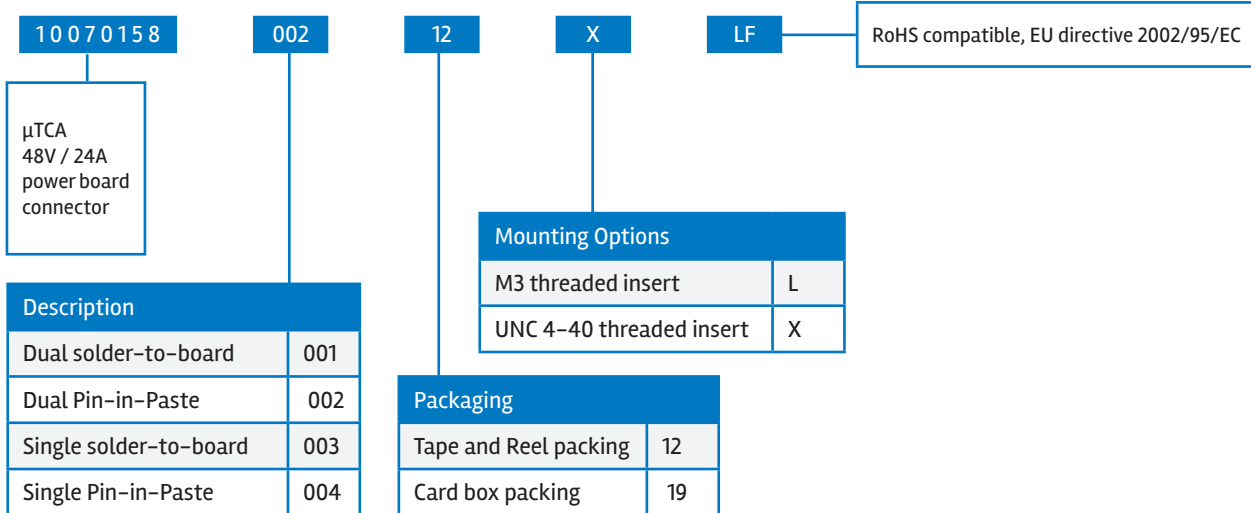 10070158 002 12 X LF RoHS compatible, EU directive 2002/95/EC
µTCA
48V / 24A
power board
connector
Mounting Options
M3 threaded insert L
UNC 4-40 threaded insert X
Description
Dual solder-to-board 001
Dual Pin-in-Paste 002
Single solder-to-board 003
Single Pin-in-Paste 004
Packaging
Tape and Reel packing 12
Card box packing 19